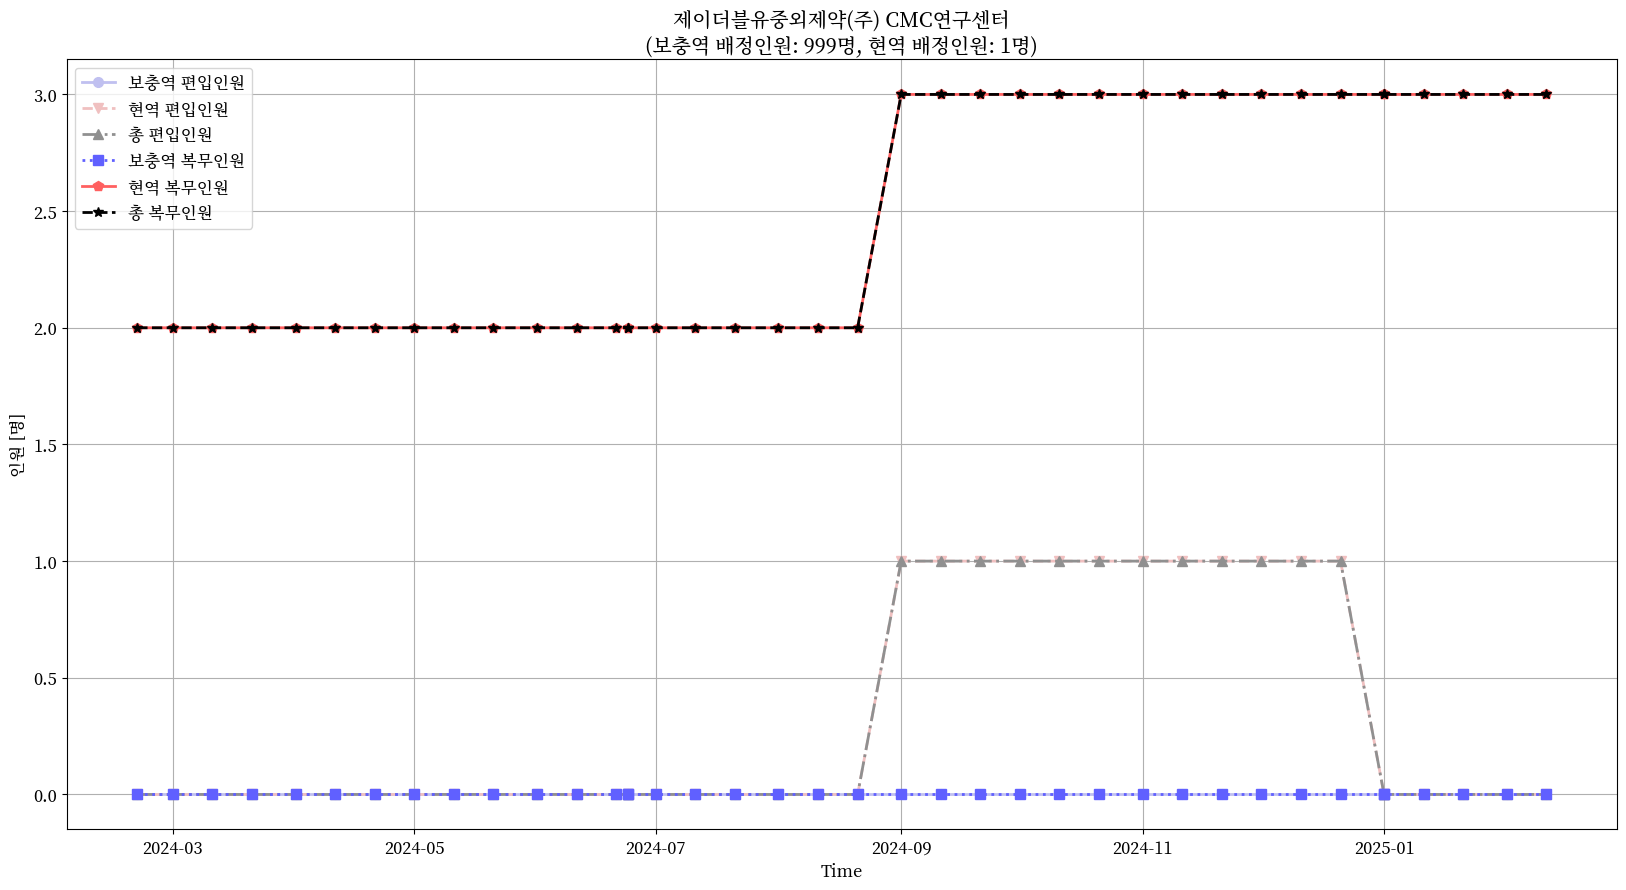 제이더블유중외제약(주) CMC연구센터
(보충역 배정인원: 999명, 현역 배정인원: 1명)
보충역 편입인원
현역 편입인원
총 편입인원
보충역 복무인원
현역 복무인원
총 복무인원
3.0
2.5
2.0
1.5
1.0
0.5
0.0
인원 [명]
2024-03
2024-05
2024-07
2024-09
2024-11
2025-01
Time